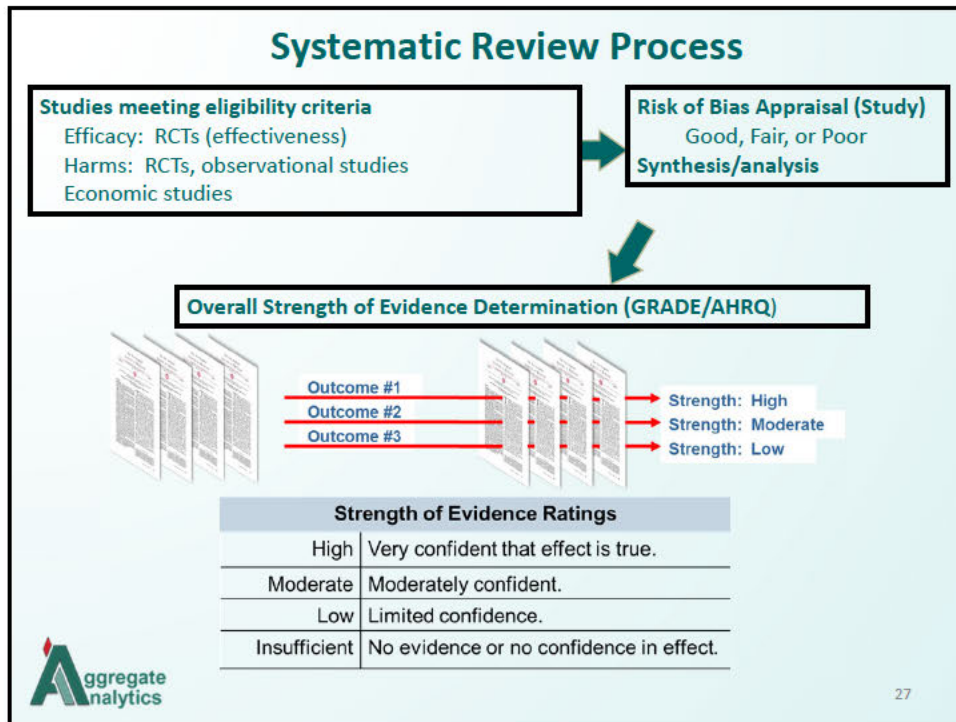 Systematic Review Process
Studies meeting eligibility criteria
Efficacy: RCTs (effectiveness)
Harms: RCTs, observational studies
Economic studies
Risk of Bias Appraisal (Study)
Good, Fair, or Poor
Synthesis/analysis
Overall Strength of Evidence Determination (GRADE/AHRQ)
Outcome #1
Outcome #2
Outcome #3
Strength: High
Strength: Moderate
Strength: Low
Strength of Evidence Ratings
High Very confident that effect is true.
Moderate Moderately confident.
Low Limited confidence.
Insufficient No evidence or no confidence in effect.
Aggregate
Analytics
27